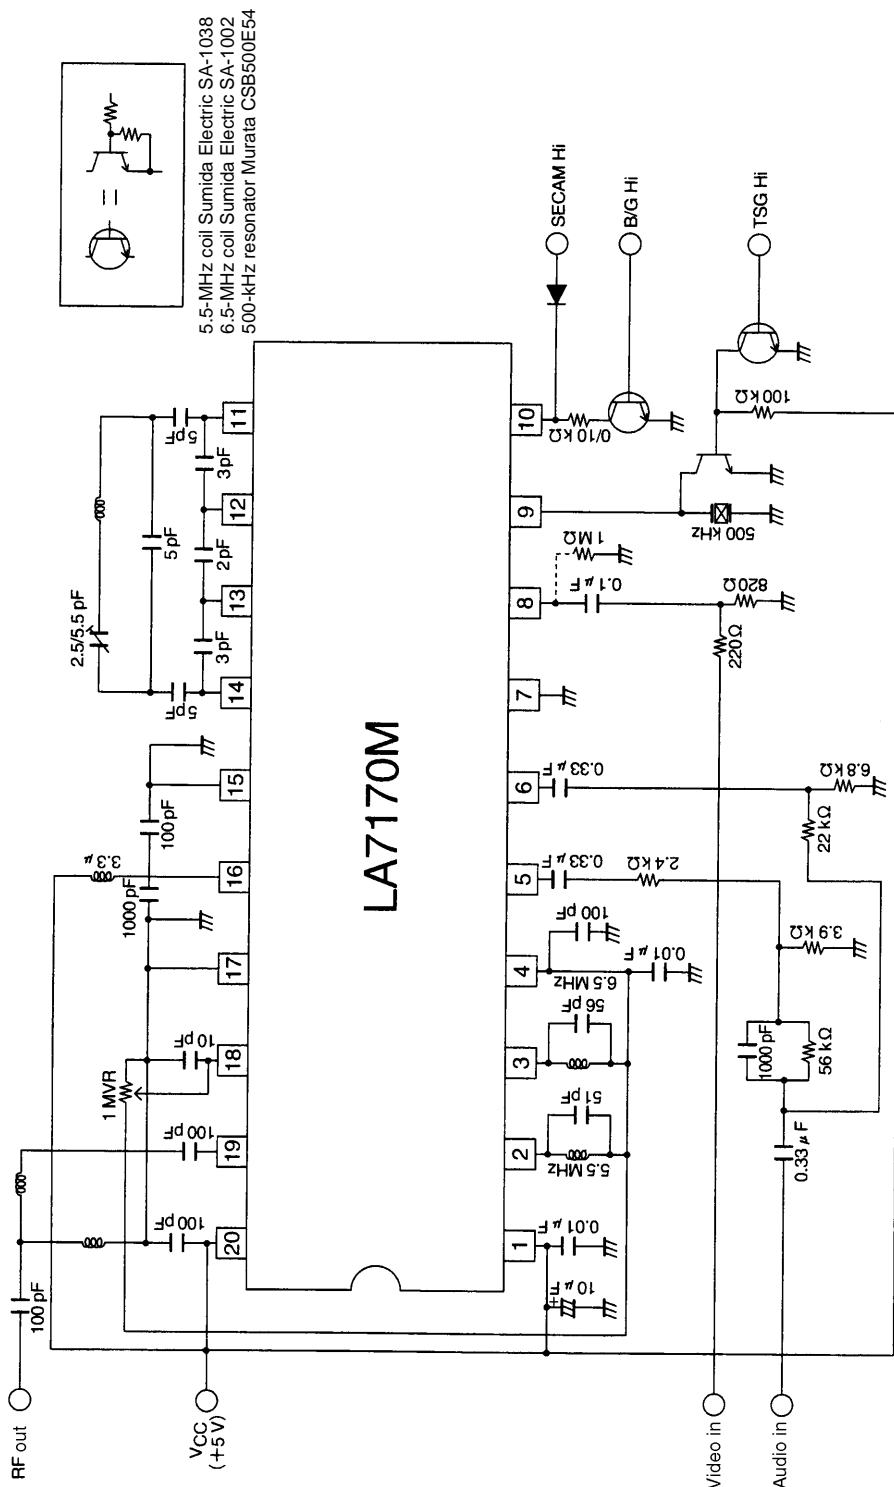 5.5-MHz coil Sumida Electric SA-1038
6.5-MHz coil Sumida Electric SA-1002
500-kHz resonator Murata CSB500E54
RF out
100 pF
100 pF
100 pF
1 MVR
10 pF
1000 pF
3.3 μ
100 pF
2.5/5.5 pF
5 pF
5 pF
5 pF
3 pF
2 pF
3 pF
VCC
(+5 V)
20
19
18
17
16
15
14
13
12
11
LA7170M
1
2
3
4
5
6
7
8
9
10
10 μF
+
0.01 μF
5.5 MHz
51 pF
56 pF
6.5 MHz
100 pF
0.01 μF
0.33 μF
2.4 kΩ
0.33 μF
0.1 μF
1 MΩ
0/10 kΩ
SECAM Hi
B/G Hi
TSG Hi
500 kHz
100 kΩ
220 Ω
820 Ω
22 kΩ
6.8 kΩ
3.9 kΩ
1000 pF
56 kΩ
0.33 μF
Video in
Audio in